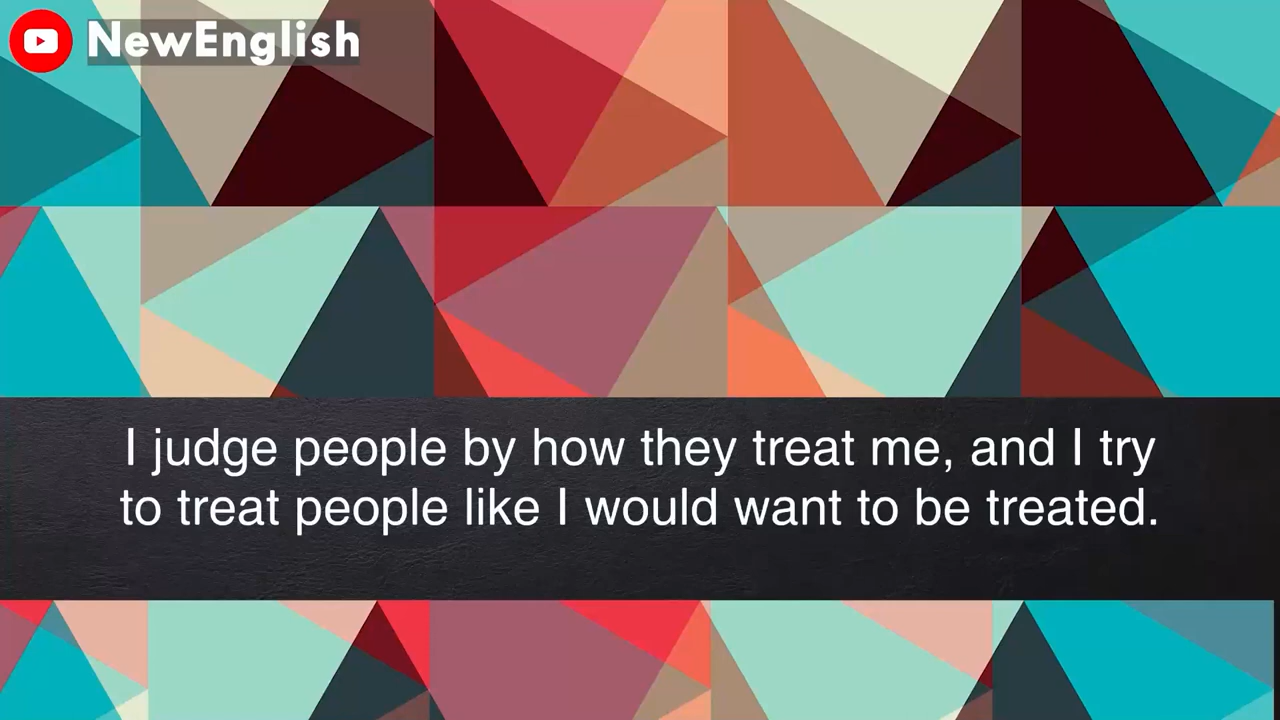 NewEnglish
I judge people by how they treat me, and I try
to treat people like I would want to be treated.